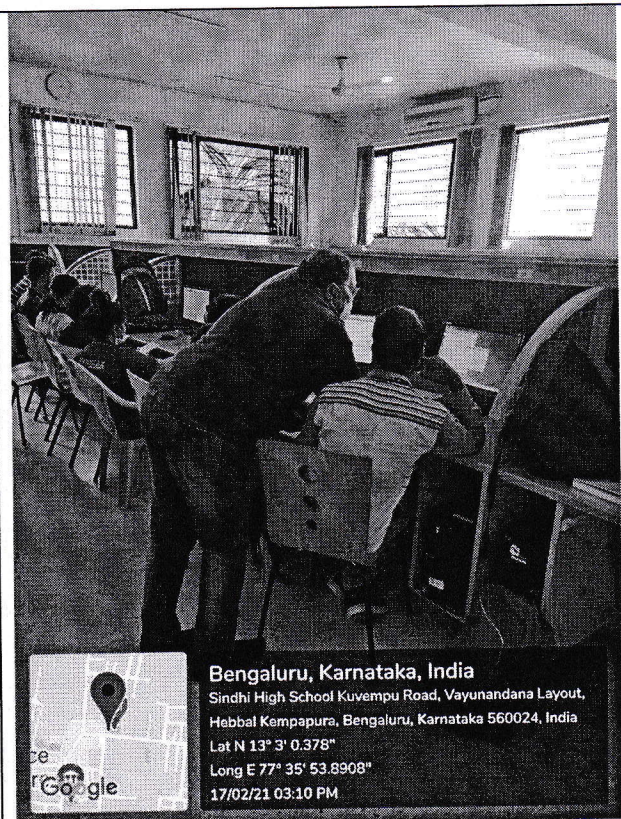 Bengaluru, Karnataka, India
Sindhi High School Kuvempu Road, Vayunandana Layout,
Hebbal Kempapura, Bengaluru, Karnataka 560024, India
Lat N 13° 3' 0.378"
Long E 77° 35' 53.8908"
17/02/21 03:10 PM
Google